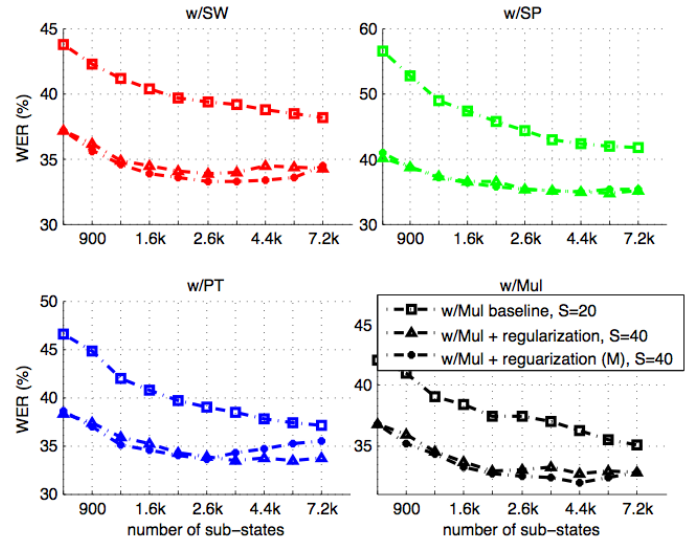 w/SW
45
40
35
30
WER (%)
900 1.6k 2.6k 4.4k 7.2k
w/SP
60
50
40
30
900 1.6k 2.6k 4.4k 7.2k
w/PT
50
45
40
35
30
WER (%)
900 1.6k 2.6k 4.4k 7.2k
number of sub-states
w/Mul
w/Mul baseline, S=20
w/Mul + regularization, S=40
w/Mul + reguarization (M), S=40
45
40
35
900 1.6k 2.6k 4.4k 7.2k
number of sub-states